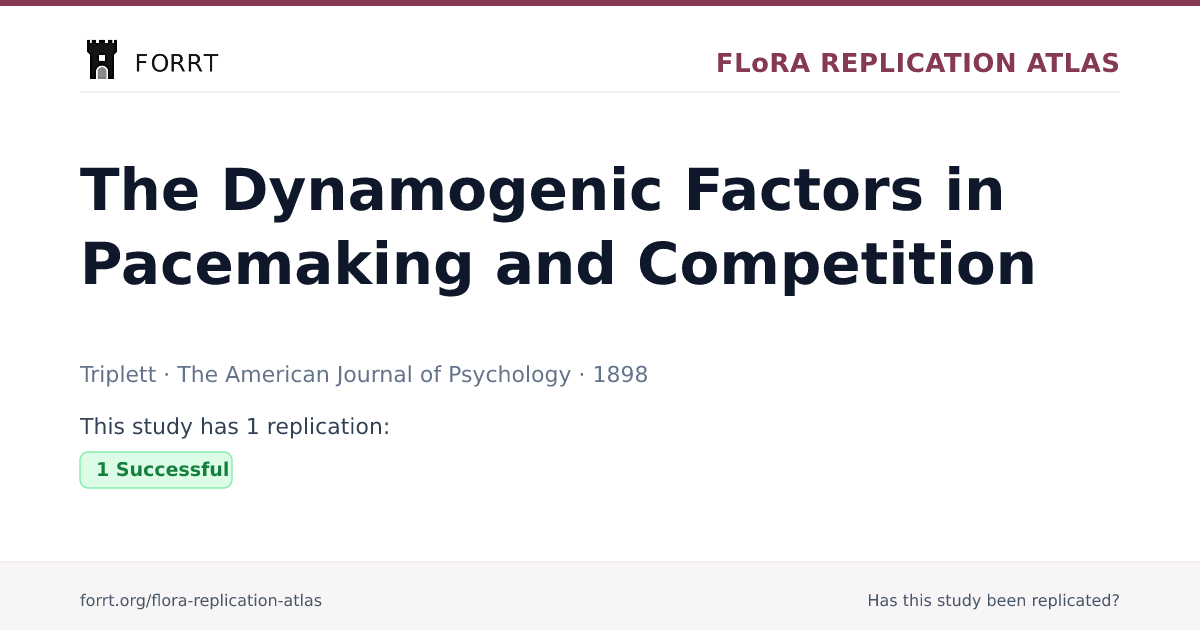 FORRT
FLoRA REPLICATION ATLAS
The Dynamogenic Factors in
Pacemaking and Competition
Triplett · The American Journal of Psychology · 1898
This study has 1 replication:
1 Successful
forrt.org/flora-replication-atlas
Has this study been replicated?